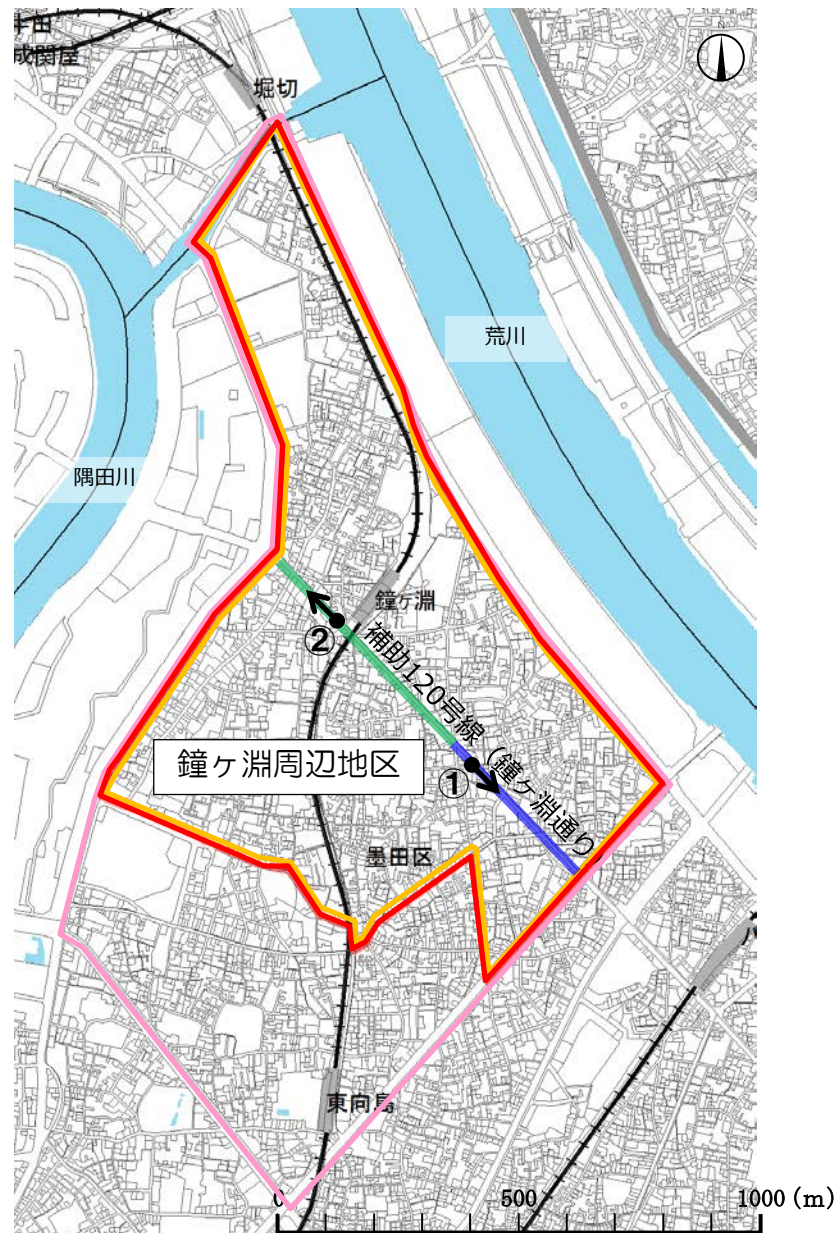 牛田
成関屋
堀切
荒川
隅田川
鐘ヶ淵
②
補助120号線（鐘ヶ淵通り）
鐘ヶ淵周辺地区
①
墨田区
東向島
0 500 1000 (m)